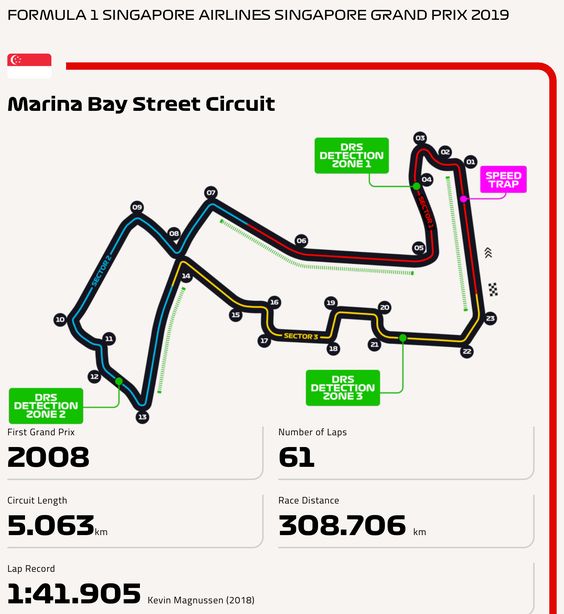 FORMULA 1 SINGAPORE AIRLINES SINGAPORE GRAND PRIX 2019
Marina Bay Street Circuit
DRS
DETECTION
ZONE 1
03
02
01
SPEED
TRAP
04
SECTOR 1
07
09
08
06
05
SECTOR 2
14
10
16
15
19
20
23
11
17
SECTOR 3
18
21
22
12
DRS
DETECTION
ZONE 3
DRS
DETECTION
ZONE 2
13
First Grand Prix
2008
Number of Laps
61
Circuit Length
5.063km
Race Distance
308.706 km
Lap Record
1:41.905 Kevin Magnussen (2018)